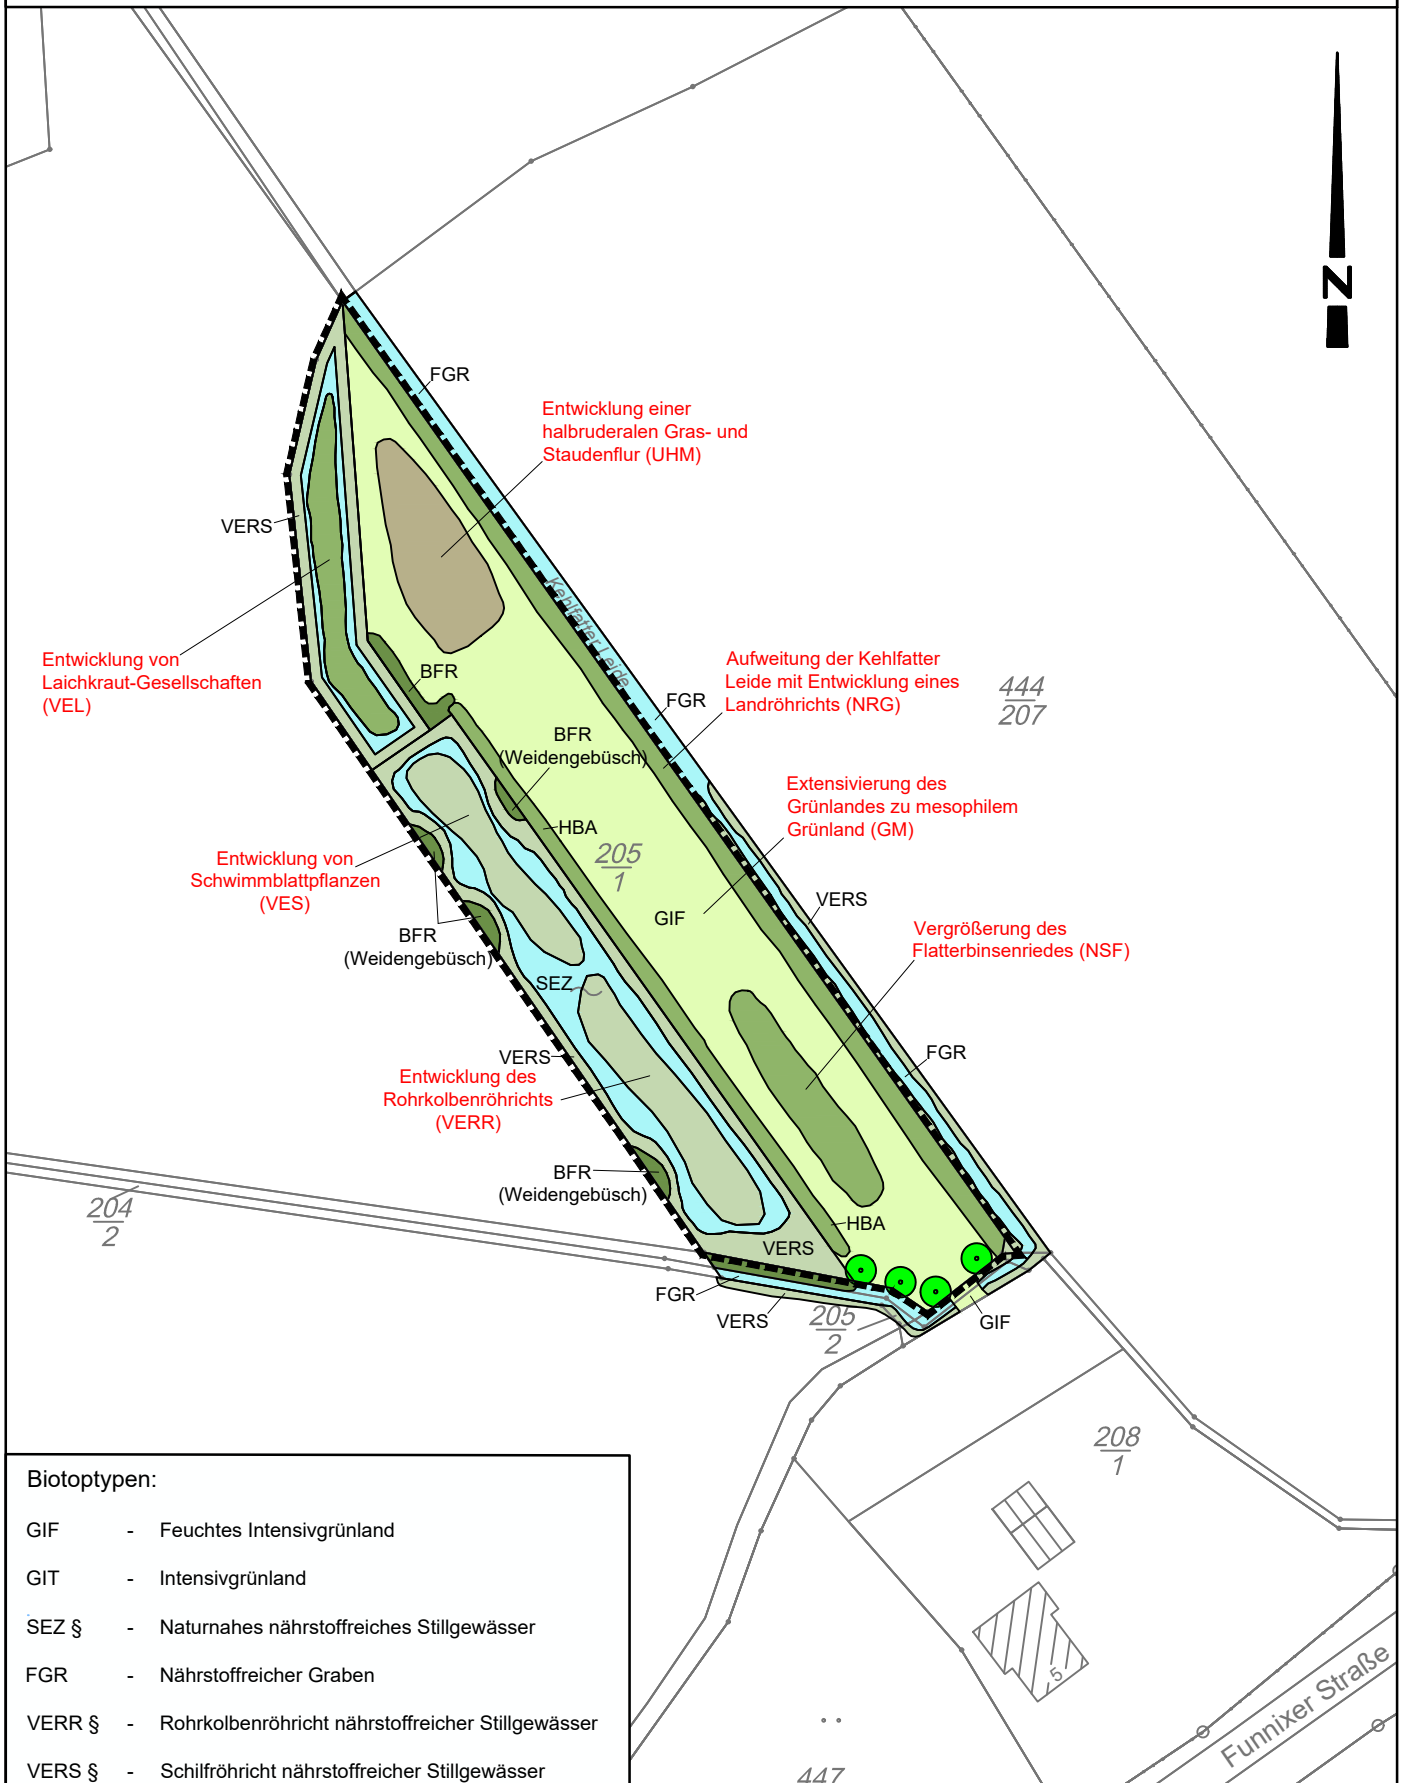 N
FGR
Entwicklung einer
halbruderalen Gras- und
Staudenflur (UHM)
VERS
Kehlfatter Leide
Entwicklung von
Laichkraut-Gesellschaften
(VEL)
BFR
Aufweitung der Kehlfatter
Leide mit Entwicklung eines
Landröhrichts (NRG)
FGR
444
207
BFR
(Weidengebüsch)
Extensivierung des
Grünlandes zu mesophilem
Grünland (GM)
HBA
205
1
Entwicklung von
Schwimmblattpflanzen
(VES)
VERS
GIF
BFR
(Weidengebüsch)
Vergrößerung des
Flatterbinsenriedes (NSF)
SEZ
VERS
FGR
Entwicklung des
Rohrkolbenröhrichts
(VERR)
BFR
(Weidengebüsch)
204
2
HBA
VERS
FGR
VERS
205
2
GIF
208
1
5
Funnixer Straße
447
Biotoptypen:
GIF - Feuchtes Intensivgrünland
GIT - Intensivgrünland
SEZ § - Naturnahes nährstoffreiches Stillgewässer
FGR - Nährstoffreicher Graben
VERR § - Rohrkolbenröhricht nährstoffreicher Stillgewässer
VERS § - Schilfröhricht nährstoffreicher Stillgewässer